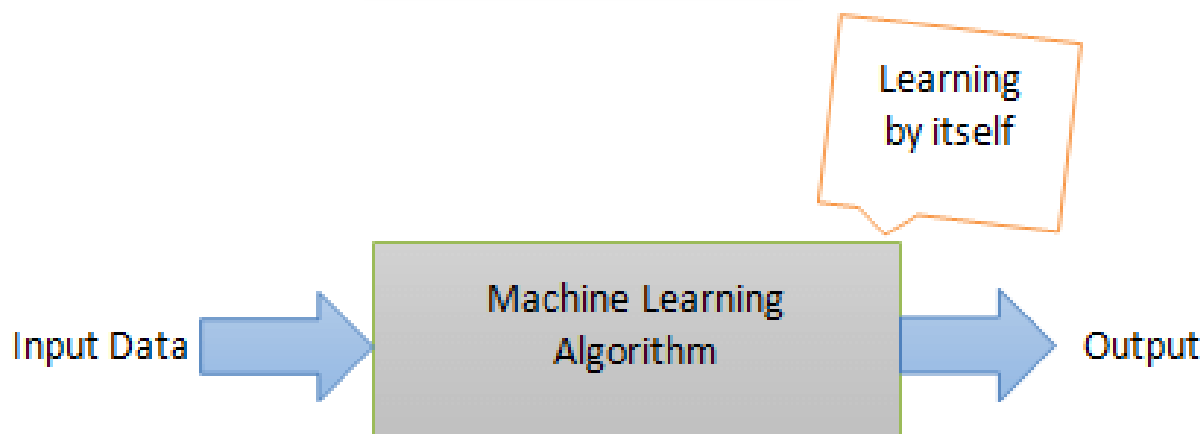 Learning
by itself
Machine Learning
Algorithm
Input Data
Output